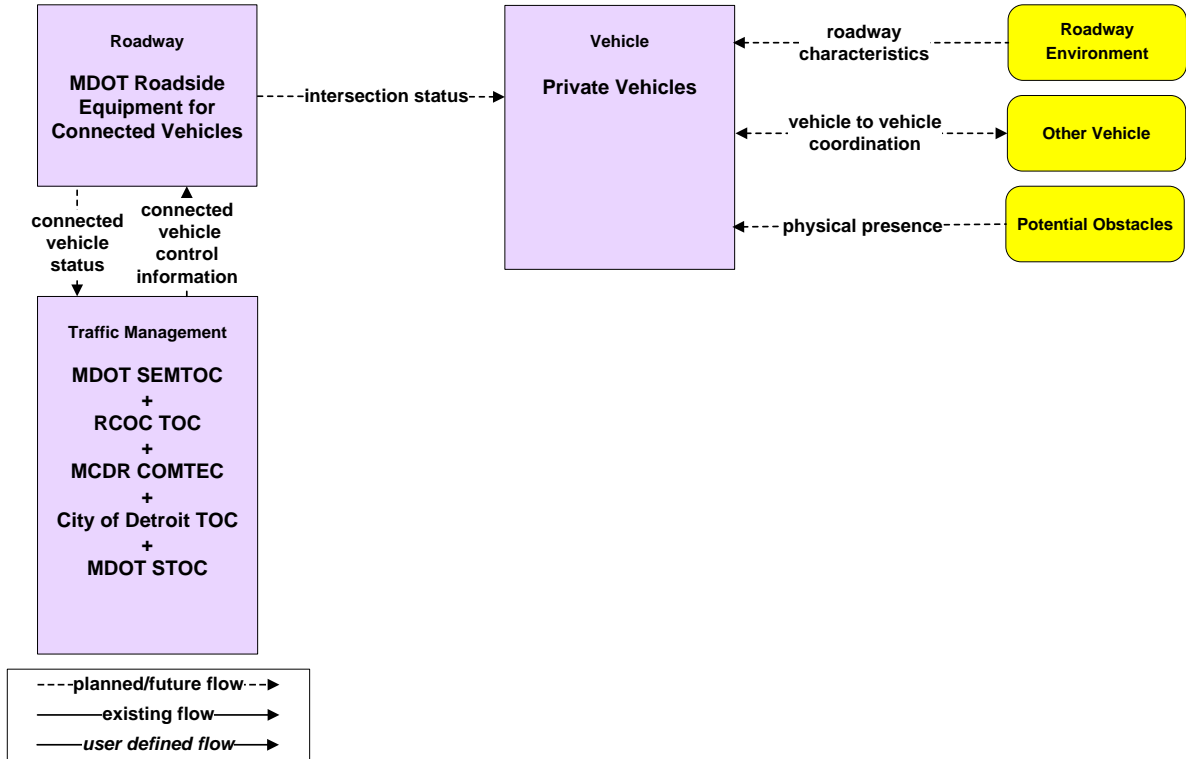 Roadway
MDOT Roadside
Equipment for
Connected Vehicles
intersection status
Vehicle
Private Vehicles
roadway
characteristics
Roadway
Environment
vehicle to vehicle
coordination
Other Vehicle
physical presence
Potential Obstacles
connected
vehicle
status
connected
vehicle
control
information
Traffic Management
MDOT SEMTOC
+
RCOC TOC
+
MCDR COMTEC
+
City of Detroit TOC
+
MDOT STOC
planned/future flow
existing flow
user defined flow